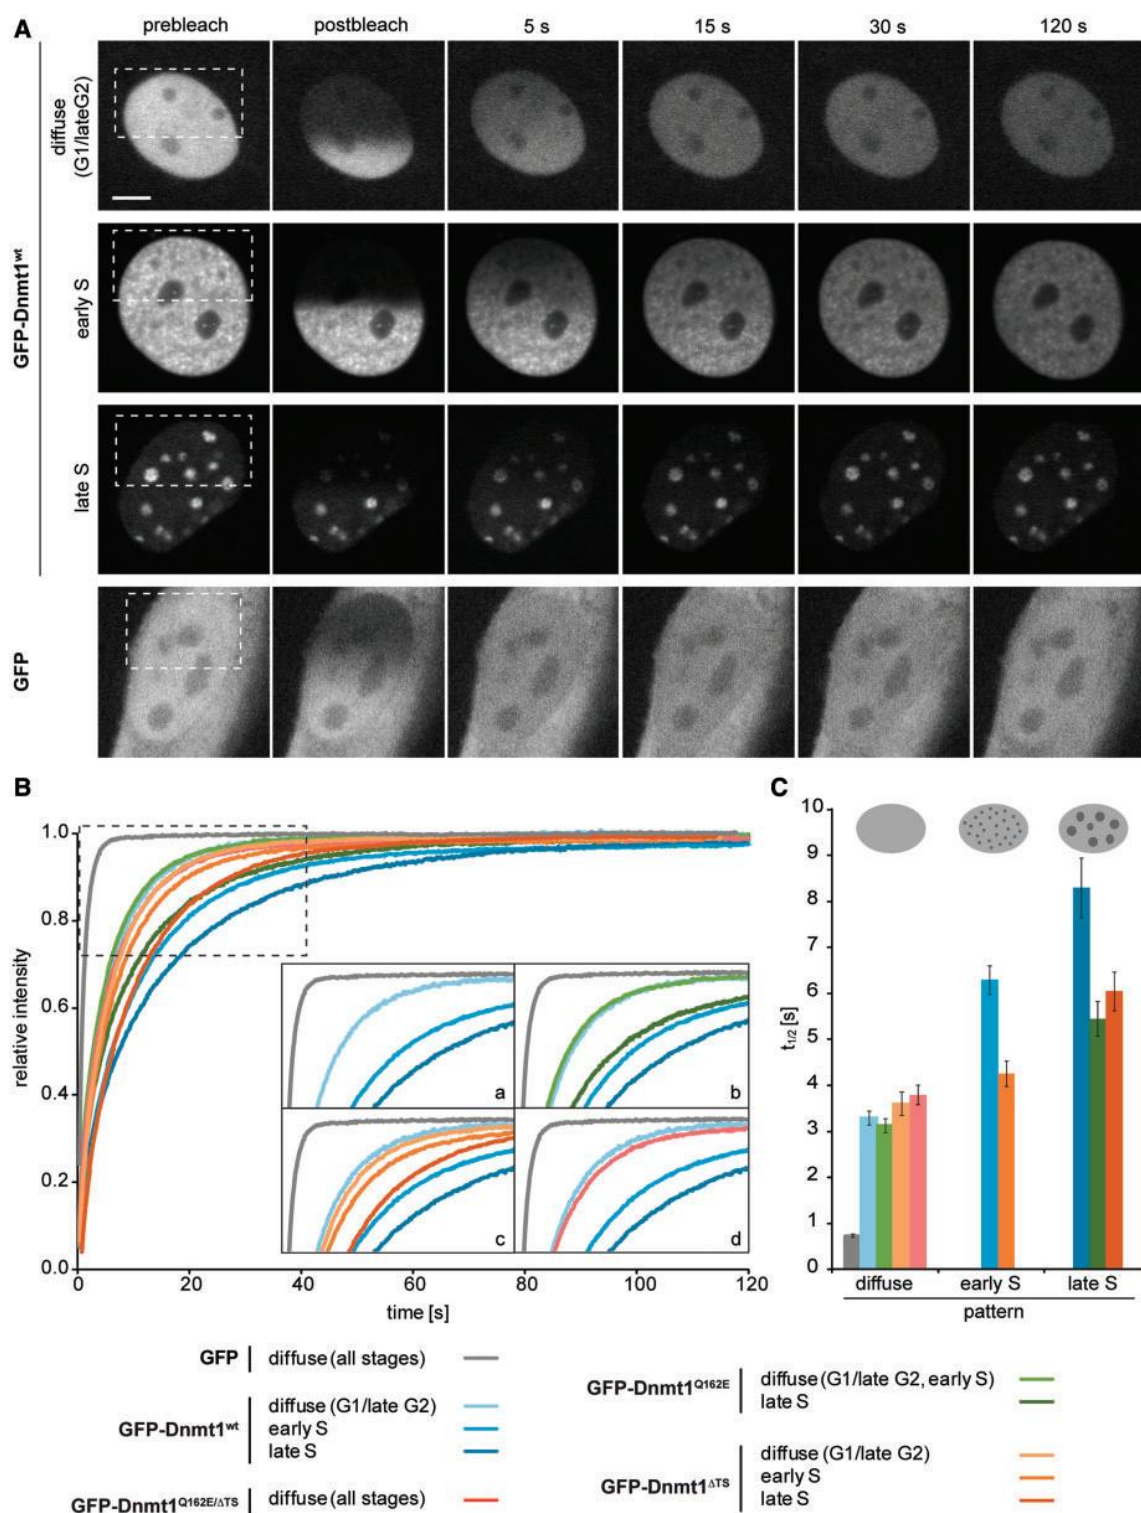 A
prebleach postbleach 5 s 15 s 30 s 120 s
GFP-Dnmt1wt
diffuse
(G1/lateG2)
early S
late S
GFP
B
relative intensity
1.0
0.8
0.6
0.4
0.2
0.0
a
b
c
d
0 20 40 60 80 100 120
time [s]
C
t1/2 [s]
10
9
8
7
6
5
4
3
2
1
0
diffuse early S late S
pattern
GFP diffuse (all stages)
GFP-Dnmt1wt
diffuse (G1/late G2)
early S
late S
GFP-Dnmt1Q162E/ΔTS diffuse (all stages)
GFP-Dnmt1Q162E
diffuse (G1/late G2, early S)
late S
GFP-Dnmt1ΔTS
diffuse (G1/late G2)
early S
late S